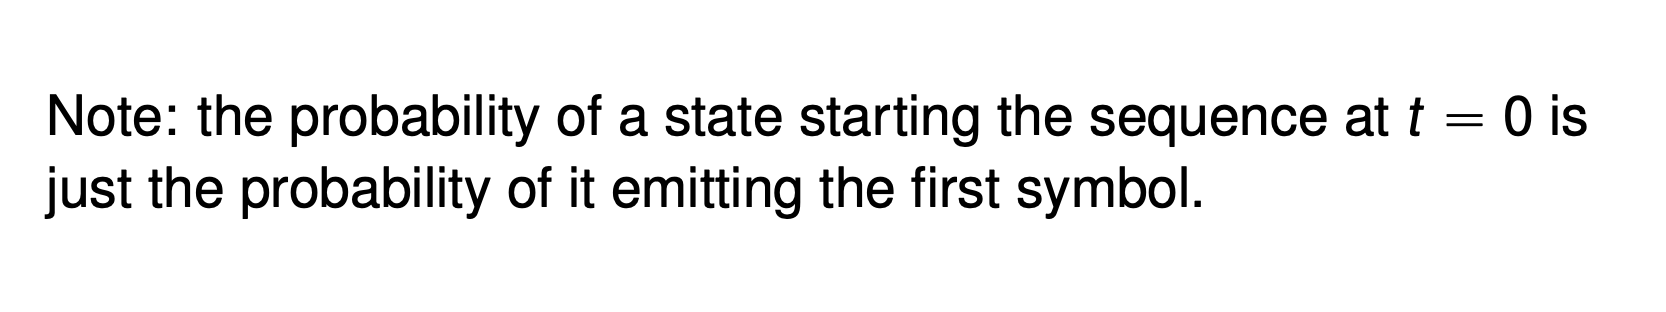 Note: the probability of a state starting the sequence at t = 0 is
just the probability of it emitting the first symbol.